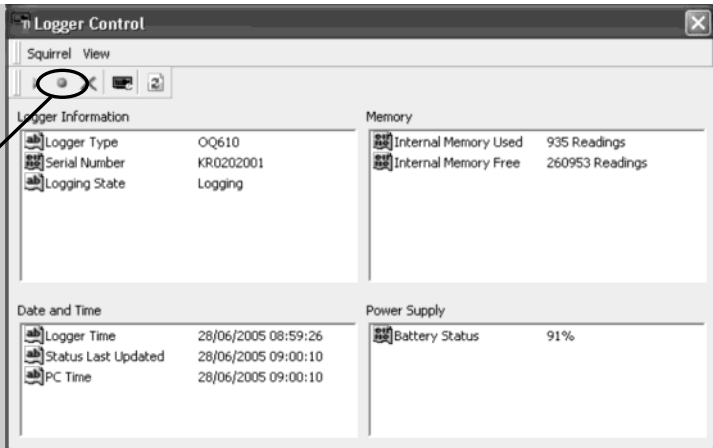 Logger Control
Squirrel View
Logger Information
Logger Type OQ610
Serial Number KR0202001
Logging State Logging
Memory
Internal Memory Used 935 Readings
Internal Memory Free 260953 Readings
Date and Time
Logger Time 28/06/2005 08:59:26
Status Last Updated 28/06/2005 09:00:10
PC Time 28/06/2005 09:00:10
Power Supply
Battery Status 91%